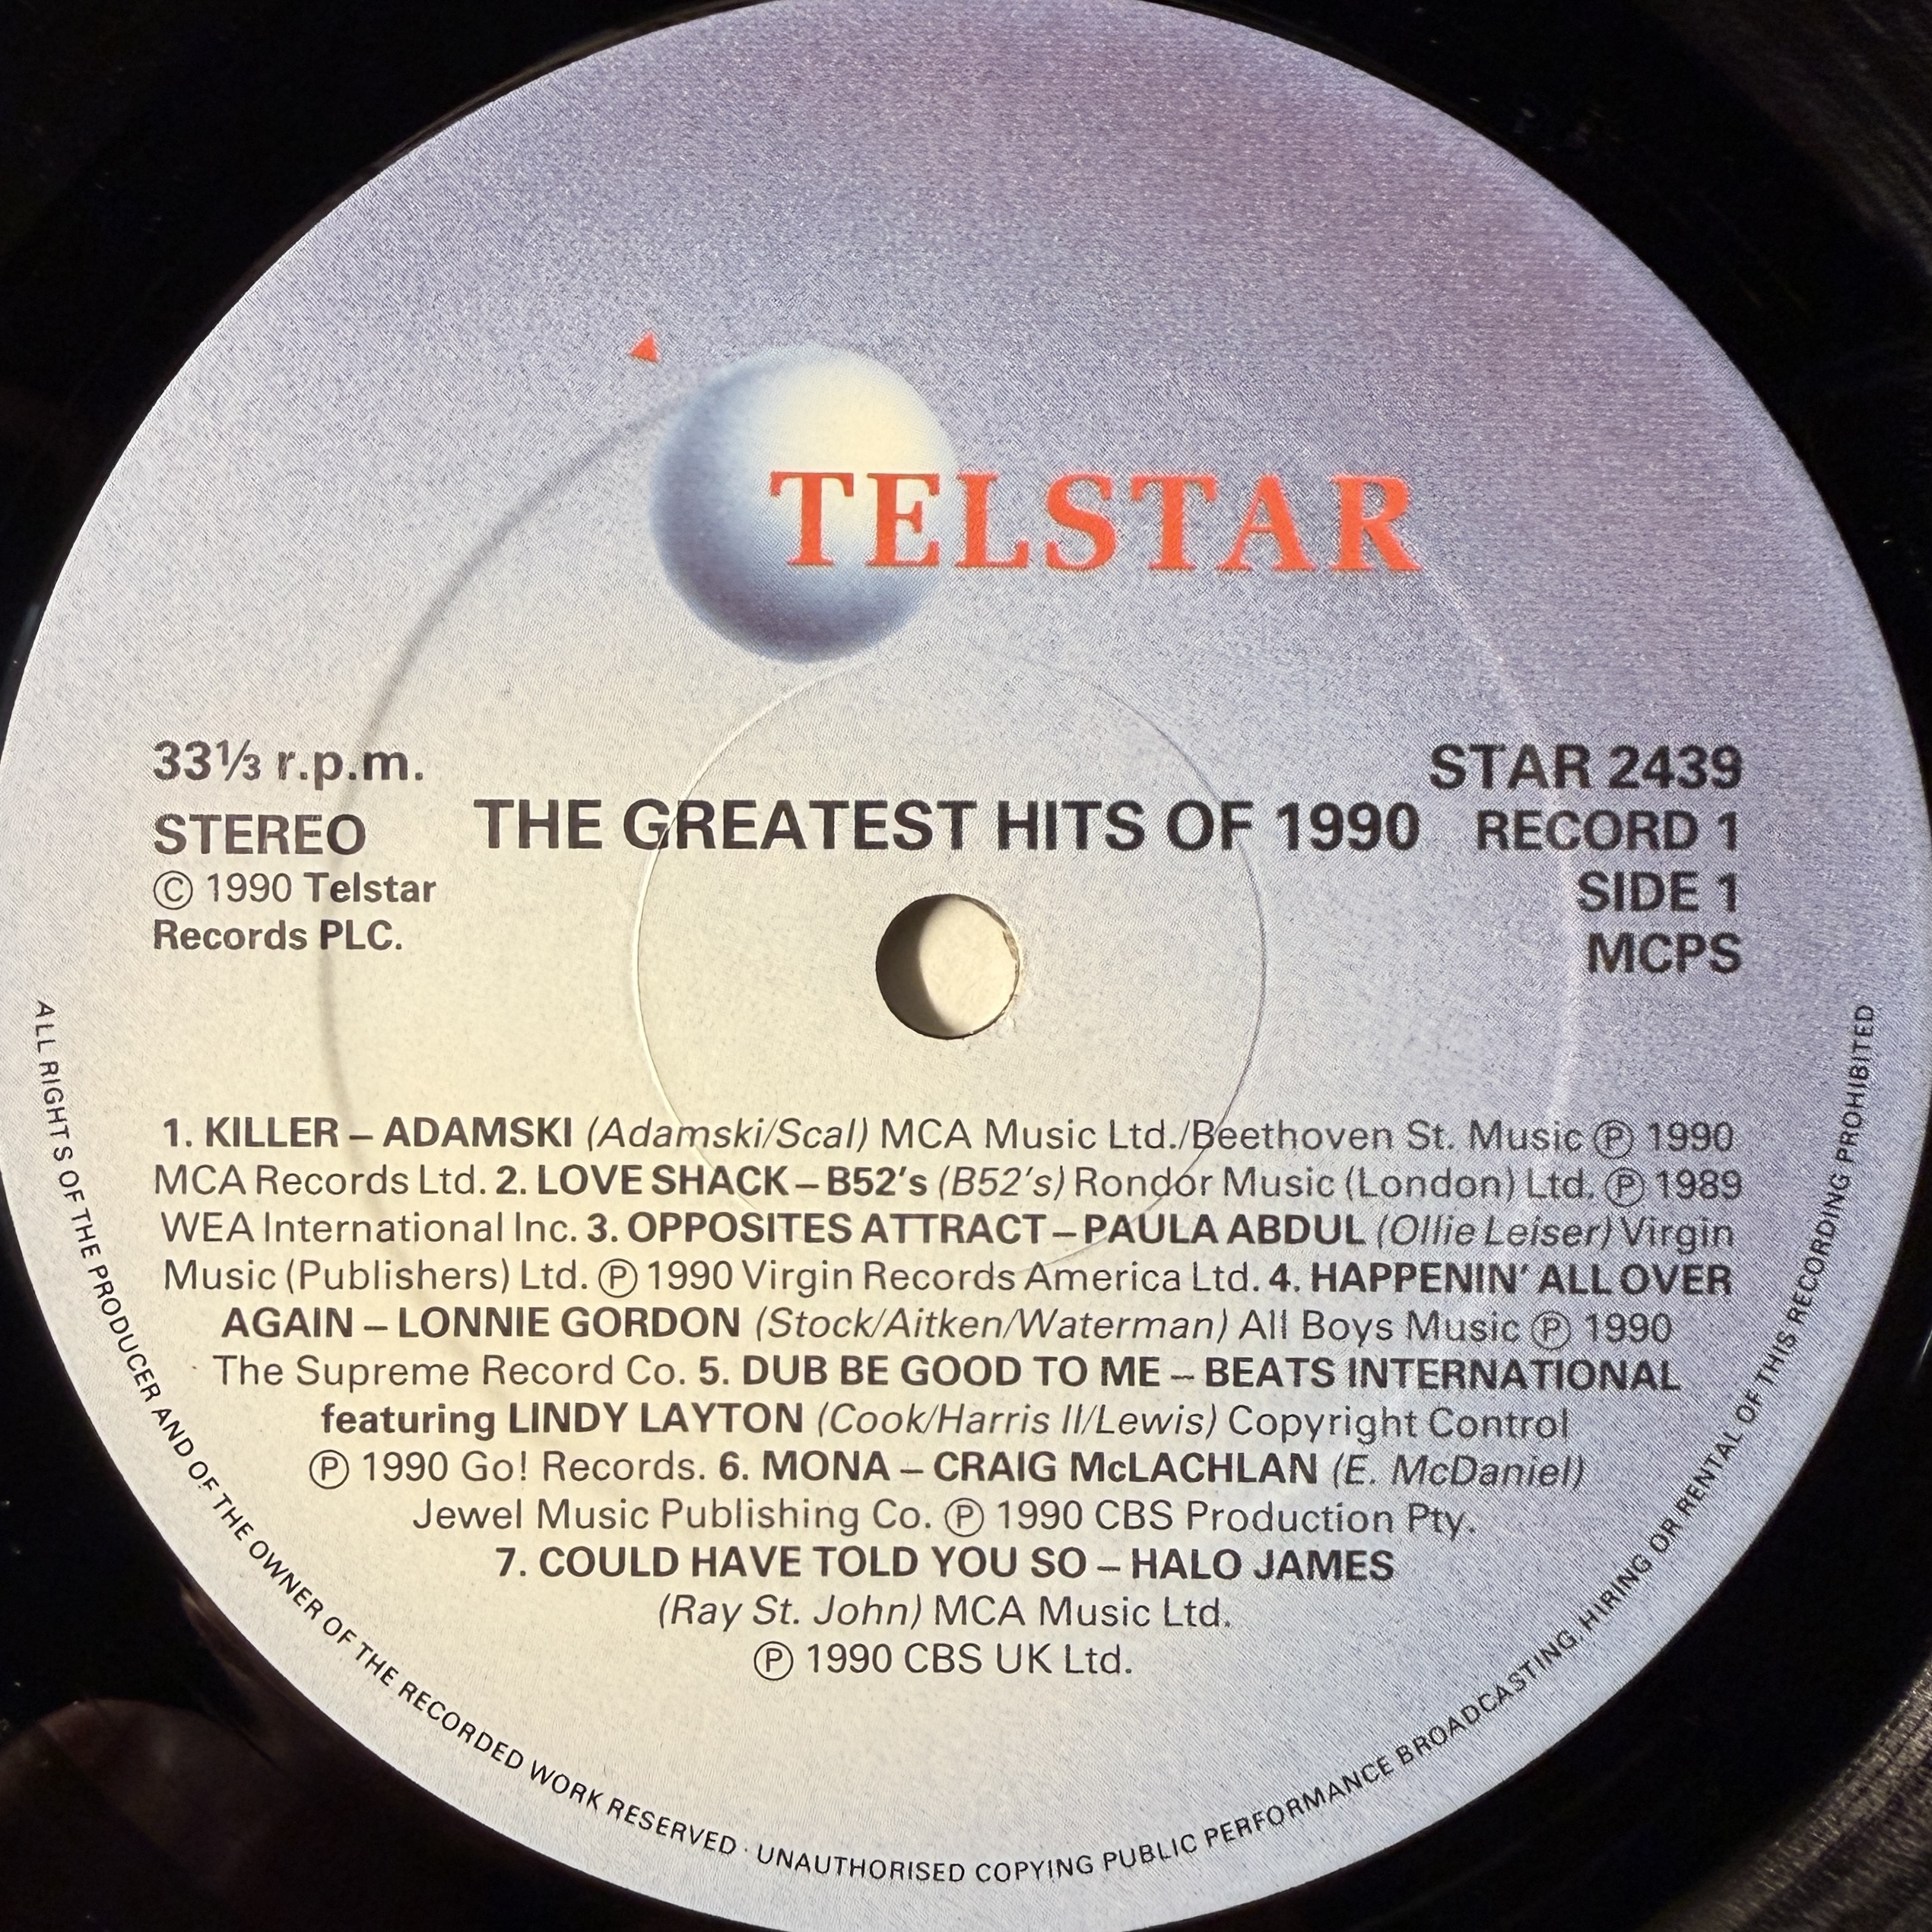 TELSTAR
33⅓ r.p.m.
STEREO
© 1990 Telstar
Records PLC.
THE GREATEST HITS OF 1990
STAR 2439
RECORD 1
SIDE 1
MCPS
1. KILLER – ADAMSKI (Adamski/Scal) MCA Music Ltd./Beethoven St. Music ℗ 1990
MCA Records Ltd. 2. LOVE SHACK – B52's (B52's) Rondor Music (London) Ltd. ℗ 1989
WEA International Inc. 3. OPPOSITES ATTRACT – PAULA ABDUL (Ollie Leiser) Virgin
Music (Publishers) Ltd. ℗ 1990 Virgin Records America Ltd. 4. HAPPENIN' ALL OVER
AGAIN – LONNIE GORDON (Stock/Aitken/Waterman) All Boys Music ℗ 1990
The Supreme Record Co. 5. DUB BE GOOD TO ME – BEATS INTERNATIONAL
featuring LINDY LAYTON (Cook/Harris II/Lewis) Copyright Control
℗ 1990 Go! Records. 6. MONA – CRAIG McLACHLAN (E. McDaniel)
Jewel Music Publishing Co. ℗ 1990 CBS Production Pty.
7. COULD HAVE TOLD YOU SO – HALO JAMES
(Ray St. John) MCA Music Ltd.
℗ 1990 CBS UK Ltd.
ALL RIGHTS OF THE PRODUCER AND OF THE OWNER OF THE RECORDED WORK RESERVED · UNAUTHORISED COPYING PUBLIC PERFORMANCE BROADCASTING, HIRING OR RENTAL OF THIS RECORDING PROHIBITED